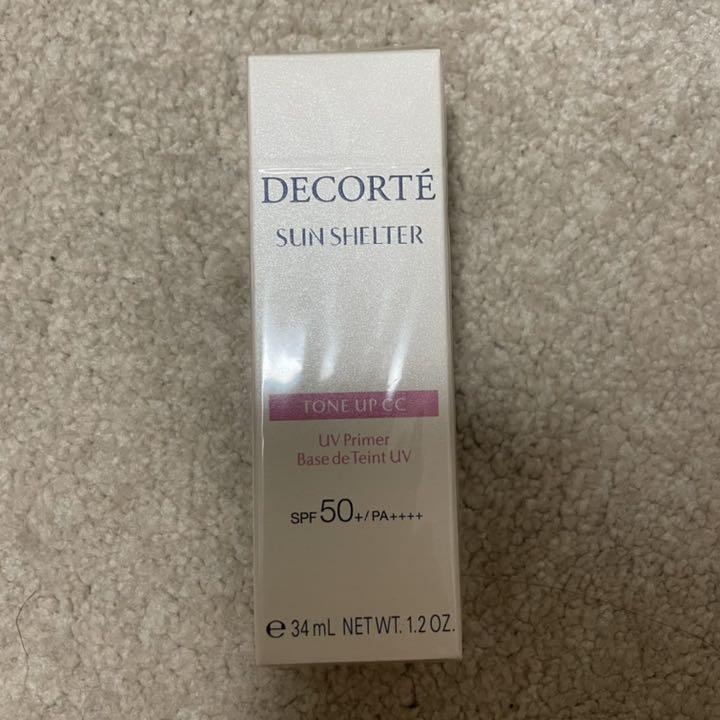 DECORTÉ
SUN SHELTER
TONE UP CC
UV Primer
Base de Teint UV
SPF 50+/PA++++
℮ 34 mL NET WT. 1.2 OZ.